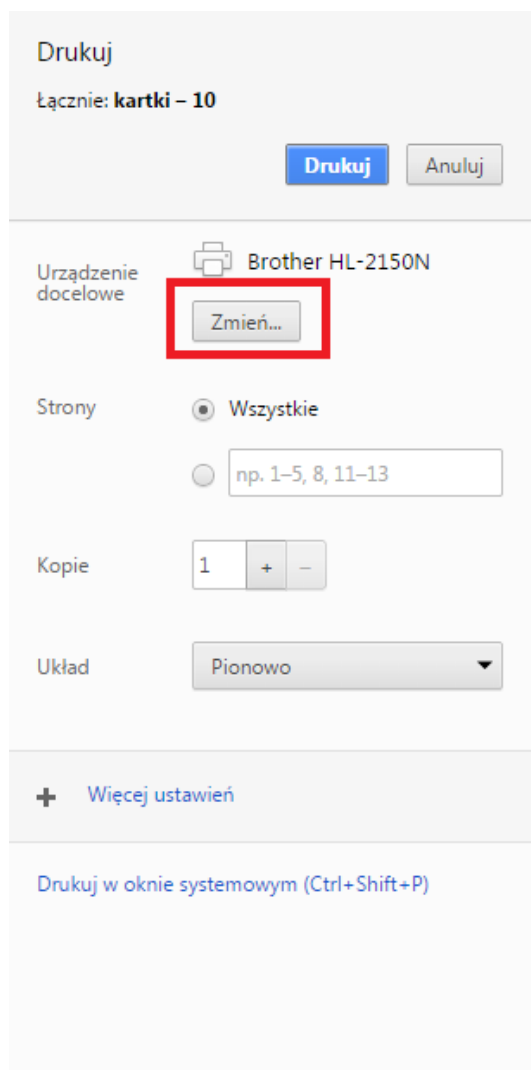 Drukuj
Łącznie: kartki – 10
Drukuj Anuluj
Urządzenie docelowe
Brother HL-2150N
Zmień...
Strony
Wszystkie
np. 1–5, 8, 11–13
Kopie
1 + –
Układ
Pionowo
+ Więcej ustawień
Drukuj w oknie systemowym (Ctrl+Shift+P)